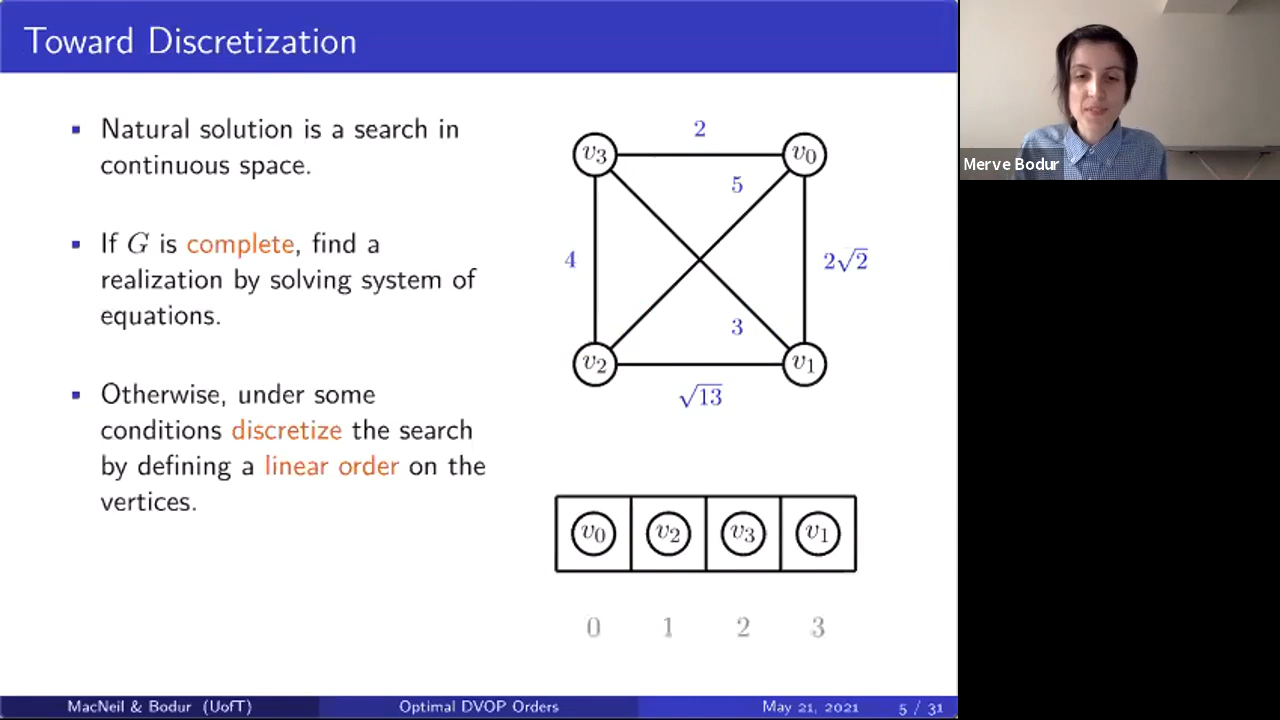 Toward Discretization
Natural solution is a search in
continuous space.
If G is complete, find a
realization by solving system of
equations.
Otherwise, under some
conditions discretize the search
by defining a linear order on the
vertices.
2
v₃ v₀
5
4 2√2
3
v₂ v₁
√13
v₀ v₂ v₃ v₁
0 1 2 3
MacNeil & Bodur (UofT) Optimal DVOP Orders May 21, 2021 5 / 31
Merve Bodur